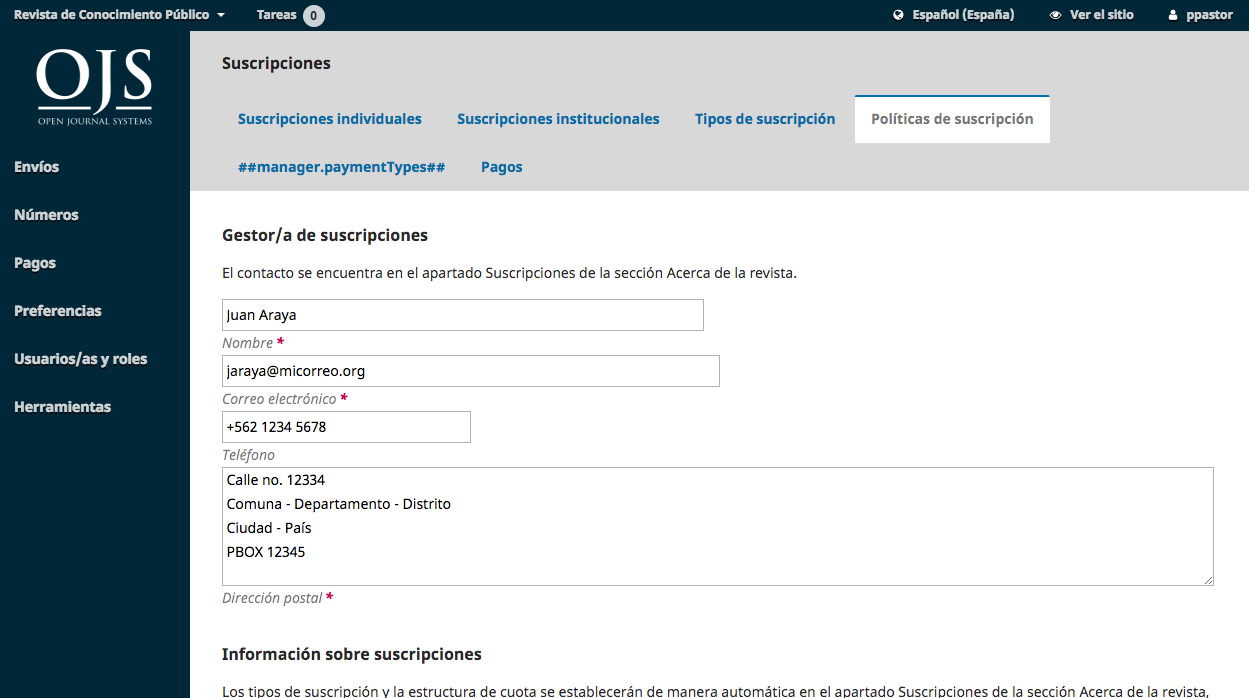 Revista de Conocimiento Público Tareas 0 Español (España) Ver el sitio ppastor
OJS
OPEN JOURNAL SYSTEMS
Envíos
Números
Pagos
Preferencias
Usuarios/as y roles
Herramientas
Suscripciones
Suscripciones individuales Suscripciones institucionales Tipos de suscripción Políticas de suscripción
##manager.paymentTypes## Pagos
Gestor/a de suscripciones
El contacto se encuentra en el apartado Suscripciones de la sección Acerca de la revista.
Juan Araya
Nombre *
jaraya@micorreo.org
Correo electrónico *
+562 1234 5678
Teléfono
Calle no. 12334
Comuna - Departamento - Distrito
Ciudad - País
PBOX 12345
Dirección postal *
Información sobre suscripciones
Los tipos de suscripción y la estructura de cuota se establecerán de manera automática en el apartado Suscripciones de la sección Acerca de la revista,